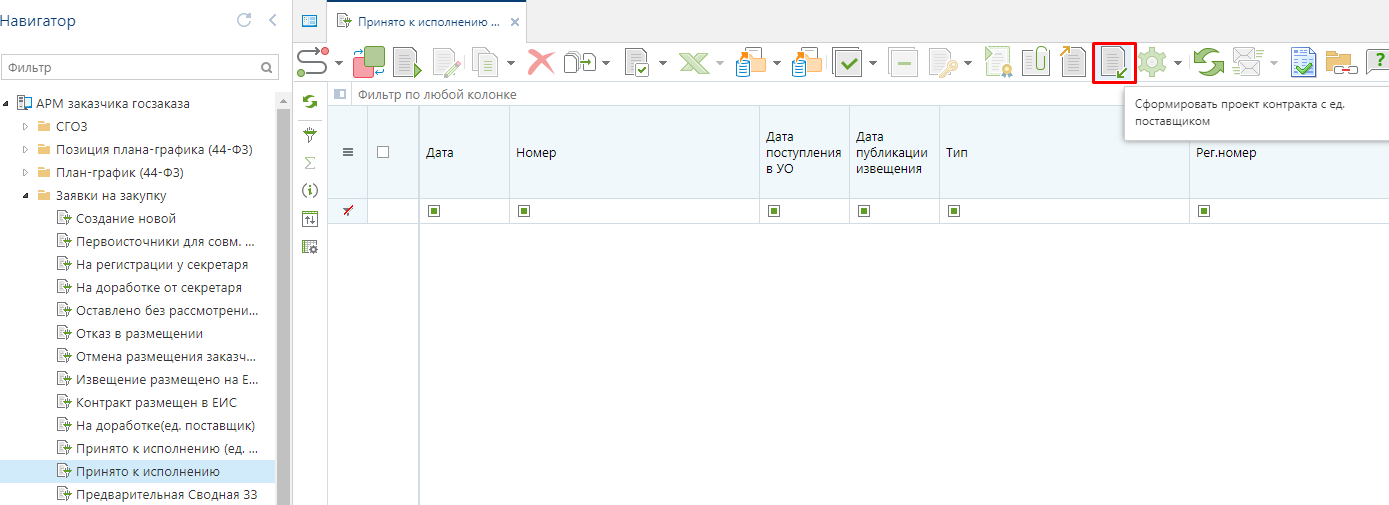 Навигатор
Принято к исполнению ...
Фильтр
Фильтр по любой колонке
Сформировать проект контракта с ед.
поставщиком
АРМ заказчика госзаказа
СГОЗ
Позиция плана-графика (44-ФЗ)
План-график (44-ФЗ)
Заявки на закупку
Создание новой
Первоисточники для совм. ...
На регистрации у секретаря
На доработке от секретаря
Оставлено без рассмотрени...
Отказ в размещении
Отмена размещения заказч...
Извещение размещено на Е...
Контракт размещен в ЕИС
На доработке(ед. поставщик)
Принято к исполнению (ед. ...
Принято к исполнению
Предварительная Сводная ЗЗ
Дата
Номер
Дата
поступления
в УО
Дата
публикации
извещения
Тип
Рег.номер